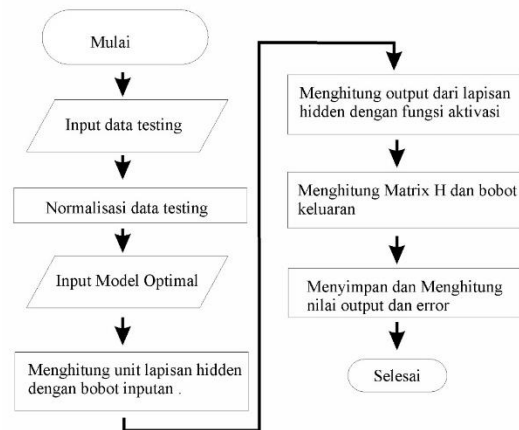 Mulai
Input data testing
Normalisasi data testing
Input Model Optimal
Menghitung unit lapisan hidden
dengan bobot inputan .
Menghitung output dari lapisan
hidden dengan fungsi aktivasi
Menghitung Matrix H dan bobot
keluaran
Menyimpan dan Menghitung
nilai output dan error
Selesai